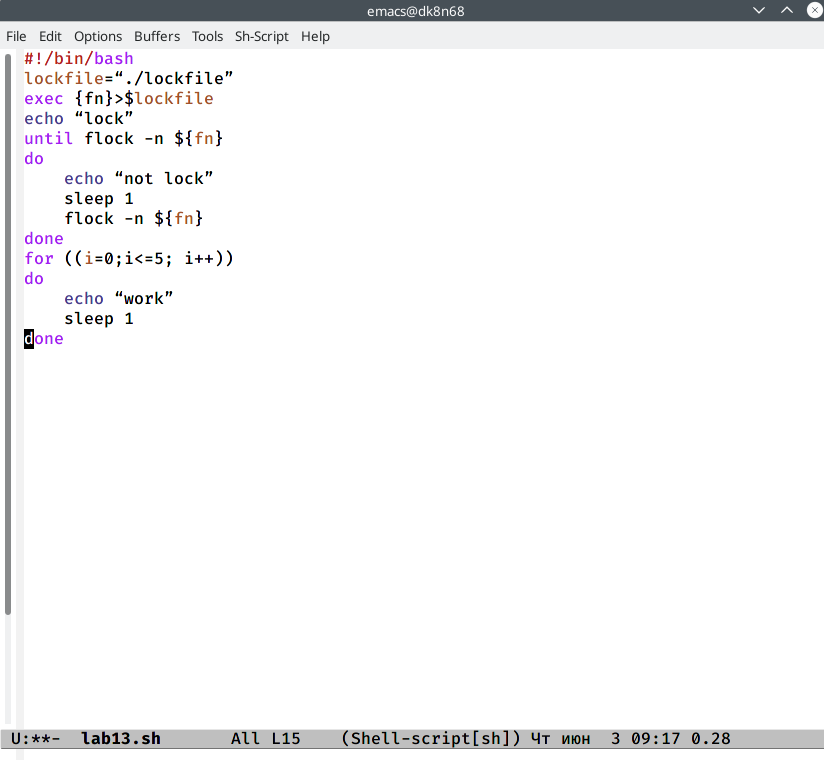 emacs@dk8n68
File Edit Options Buffers Tools Sh-Script Help
#!/bin/bash
lockfile=“./lockfile”
exec {fn}>$lockfile
echo “lock”
until flock -n ${fn}
do
    echo “not lock”
    sleep 1
    flock -n ${fn}
done
for ((i=0;i<=5; i++))
do
    echo “work”
    sleep 1
done
U:**-  lab13.sh       All L15    (Shell-script[sh]) Чт июн  3 09:17 0.28